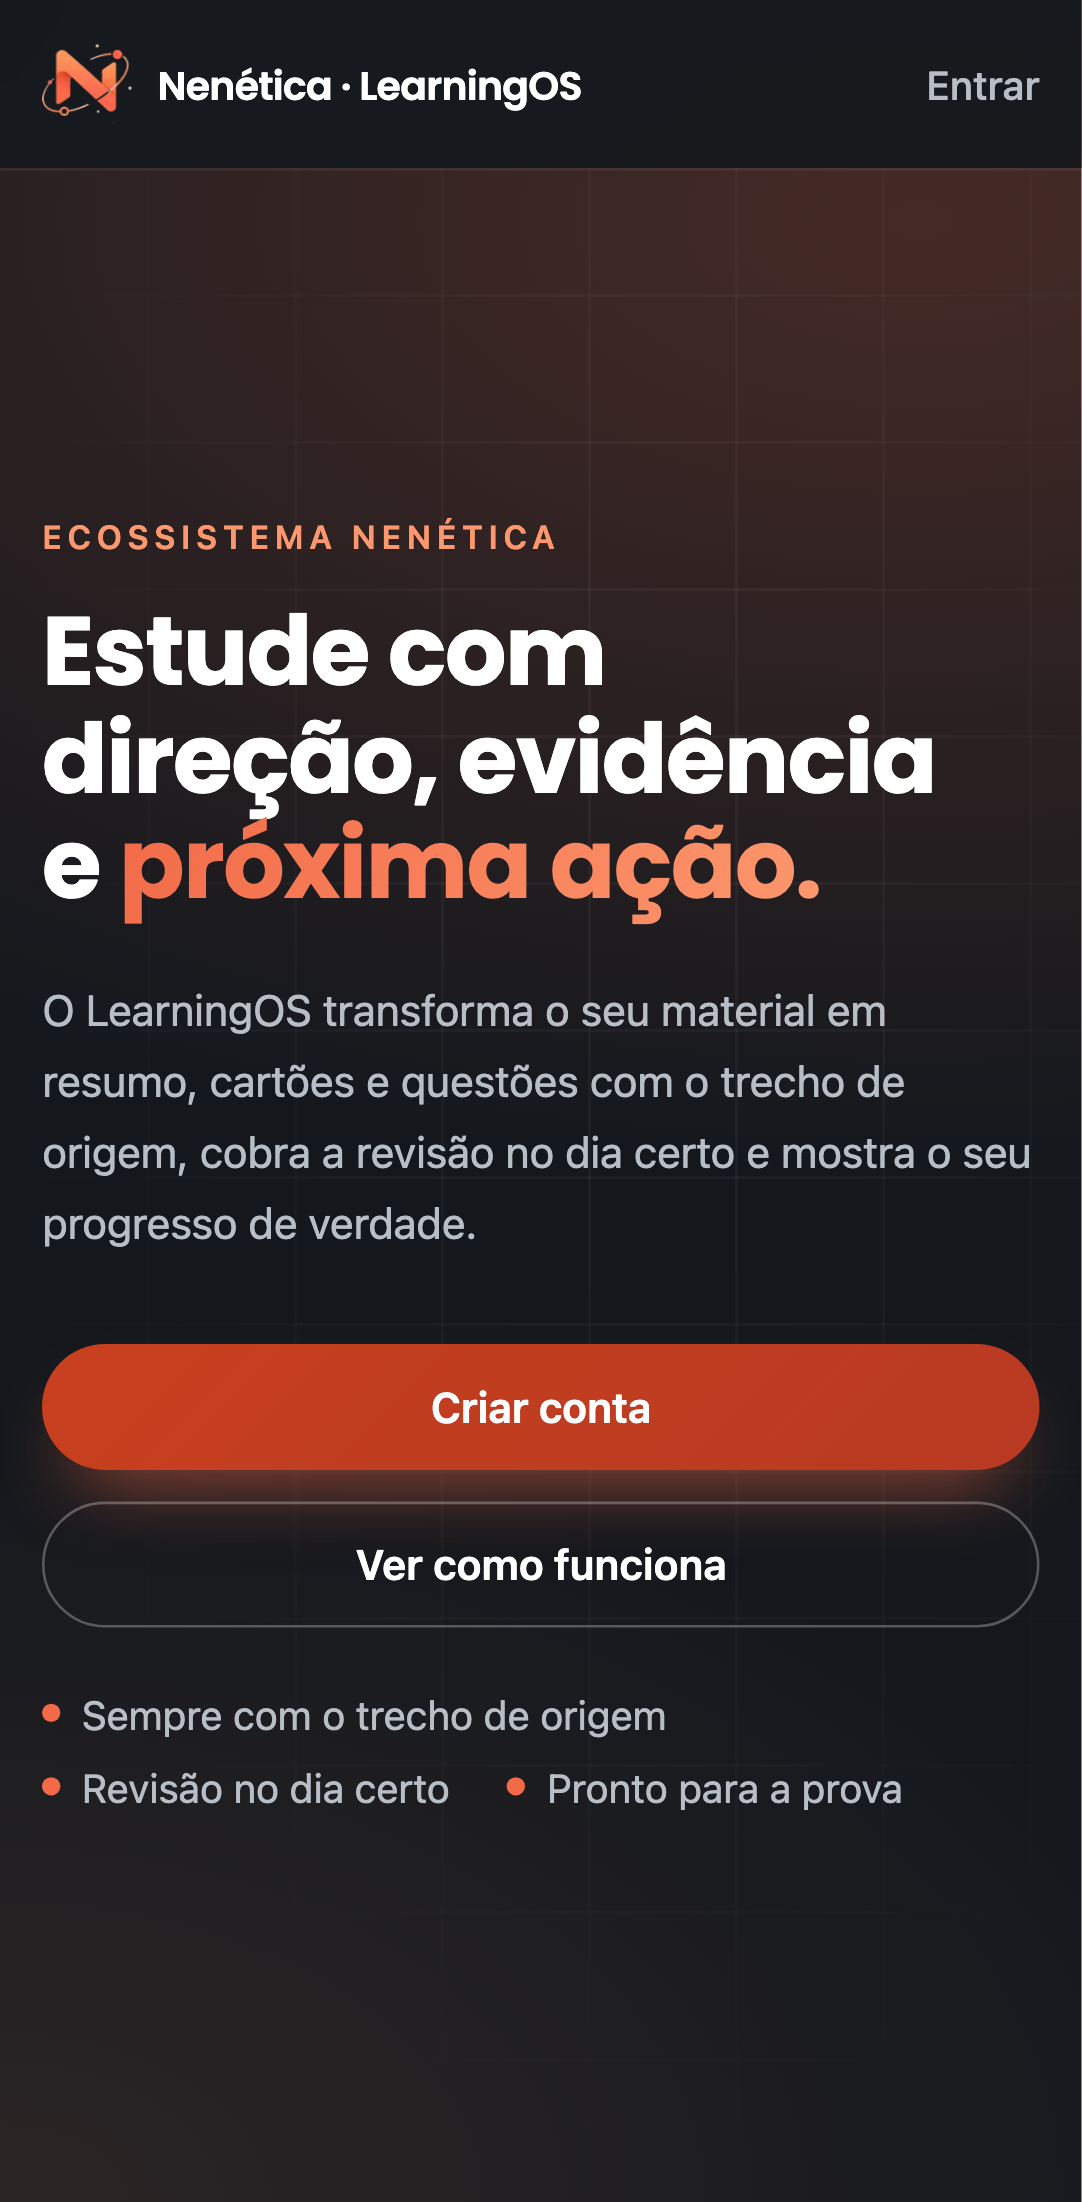 Nenética · LearningOS
Entrar
ECOSSISTEMA NENÉTICA
Estude com
direção, evidência
e próxima ação.
O LearningOS transforma o seu material em
resumo, cartões e questões com o trecho de
origem, cobra a revisão no dia certo e mostra o seu
progresso de verdade.
Criar conta
Ver como funciona
Sempre com o trecho de origem
Revisão no dia certo
Pronto para a prova